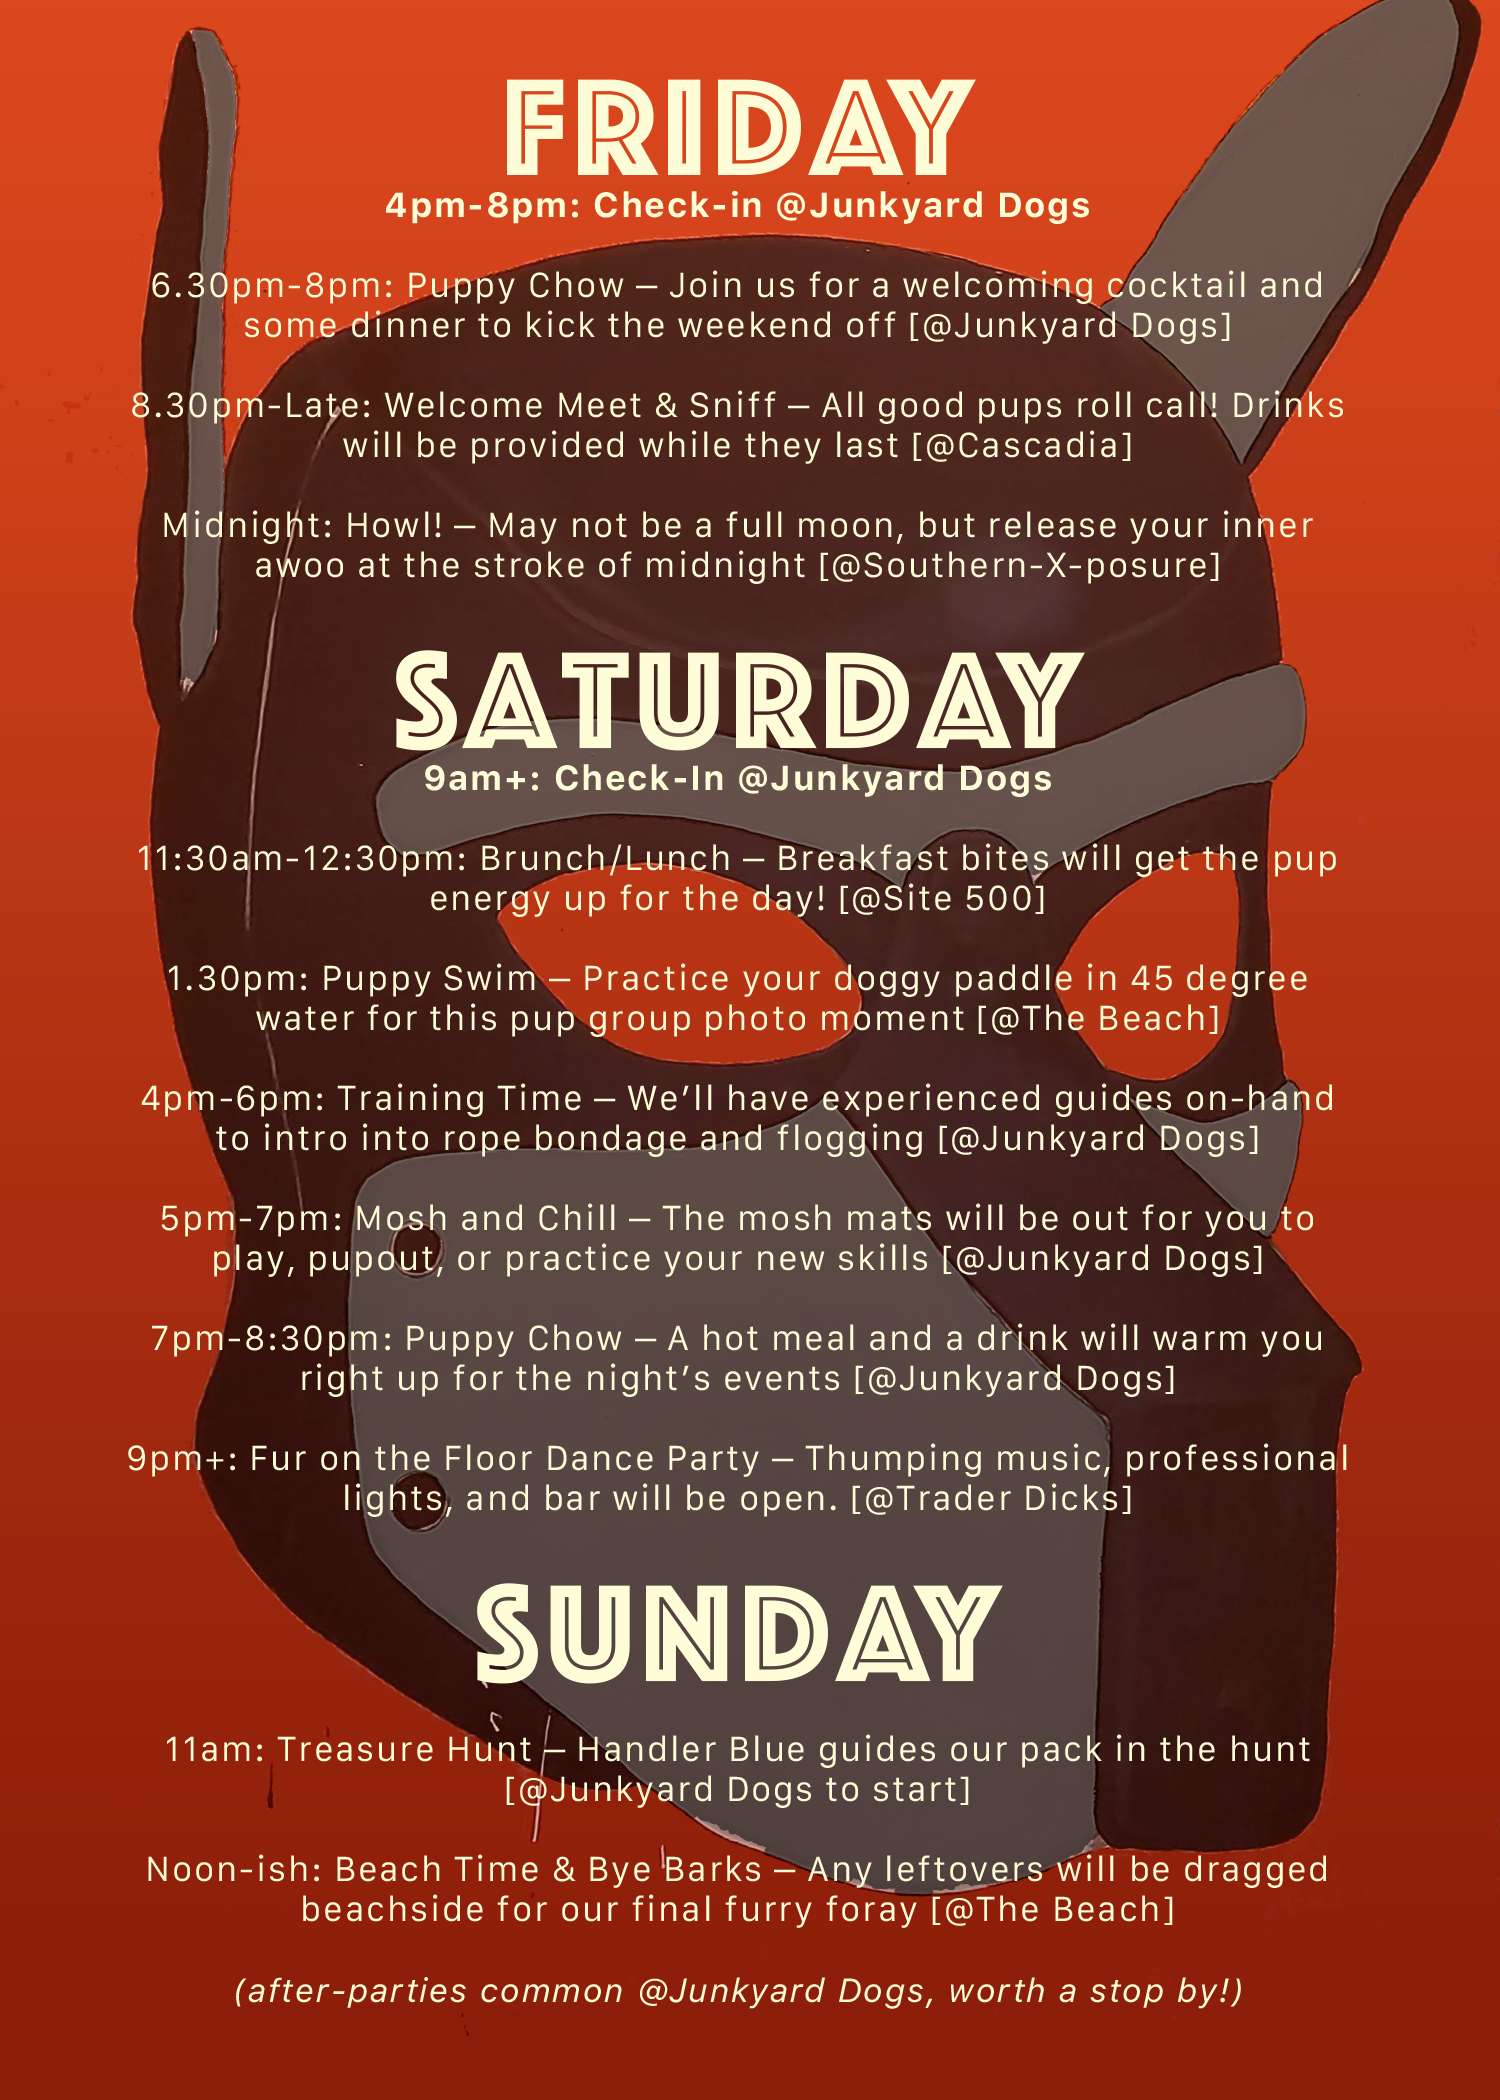 FRIDAY
4pm-8pm: Check-in @Junkyard Dogs
6.30pm-8pm: Puppy Chow — Join us for a welcoming cocktail and
some dinner to kick the weekend off [@Junkyard Dogs]
8.30pm-Late: Welcome Meet & Sniff — All good pups roll call! Drinks
will be provided while they last [@Cascadia]
Midnight: Howl! — May not be a full moon, but release your inner
awoo at the stroke of midnight [@Southern-X-posure]
SATURDAY
9am+: Check-In @Junkyard Dogs
11:30am-12:30pm: Brunch/Lunch — Breakfast bites will get the pup
energy up for the day! [@Site 500]
1.30pm: Puppy Swim — Practice your doggy paddle in 45 degree
water for this pup group photo moment [@The Beach]
4pm-6pm: Training Time — We’ll have experienced guides on-hand
to intro into rope bondage and flogging [@Junkyard Dogs]
5pm-7pm: Mosh and Chill — The mosh mats will be out for you to
play, pupout, or practice your new skills [@Junkyard Dogs]
7pm-8:30pm: Puppy Chow — A hot meal and a drink will warm you
right up for the night’s events [@Junkyard Dogs]
9pm+: Fur on the Floor Dance Party — Thumping music, professional
lights, and bar will be open. [@Trader Dicks]
SUNDAY
11am: Treasure Hunt — Handler Blue guides our pack in the hunt
[@Junkyard Dogs to start]
Noon-ish: Beach Time & Bye Barks — Any leftovers will be dragged
beachside for our final furry foray [@The Beach]
(after-parties common @Junkyard Dogs, worth a stop by!)